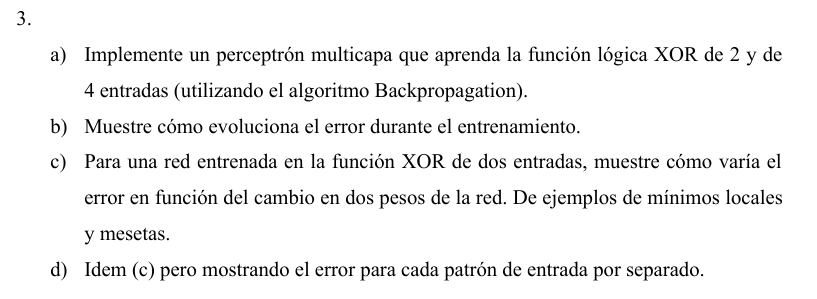 3.
a) Implemente un perceptrón multicapa que aprenda la función lógica XOR de 2 y de
4 entradas (utilizando el algoritmo Backpropagation).
b) Muestre cómo evoluciona el error durante el entrenamiento.
c) Para una red entrenada en la función XOR de dos entradas, muestre cómo varía el
error en función del cambio en dos pesos de la red. De ejemplos de mínimos locales
y mesetas.
d) Idem (c) pero mostrando el error para cada patrón de entrada por separado.